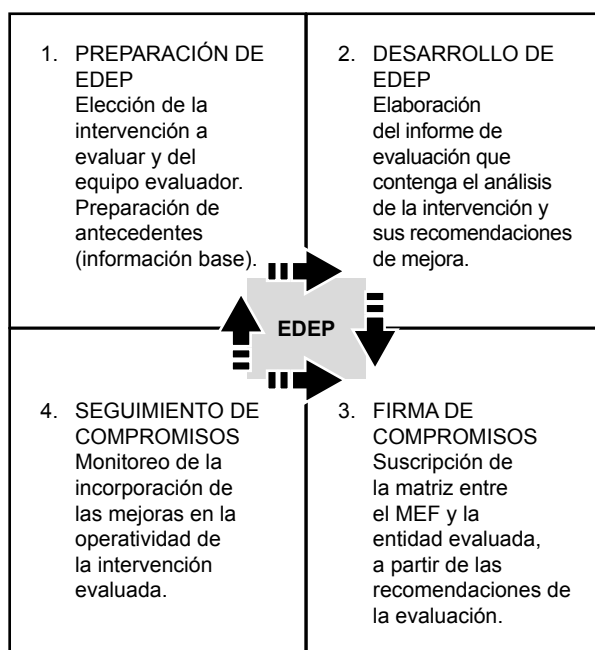 1. PREPARACIÓN DE
EDEP
Elección de la
intervención a
evaluar y del
equipo evaluador.
Preparación de
antecedentes
(información base).
2. DESARROLLO DE
EDEP
Elaboración
del informe de
evaluación que
contenga el análisis
de la intervención y
sus recomendaciones
de mejora.
EDEP
4. SEGUIMIENTO DE
COMPROMISOS
Monitoreo de la
incorporación de
las mejoras en la
operatividad de
la intervención
evaluada.
3. FIRMA DE
COMPROMISOS
Suscripción de
la matriz entre
el MEF y la
entidad evaluada,
a partir de las
recomendaciones de
la evaluación.